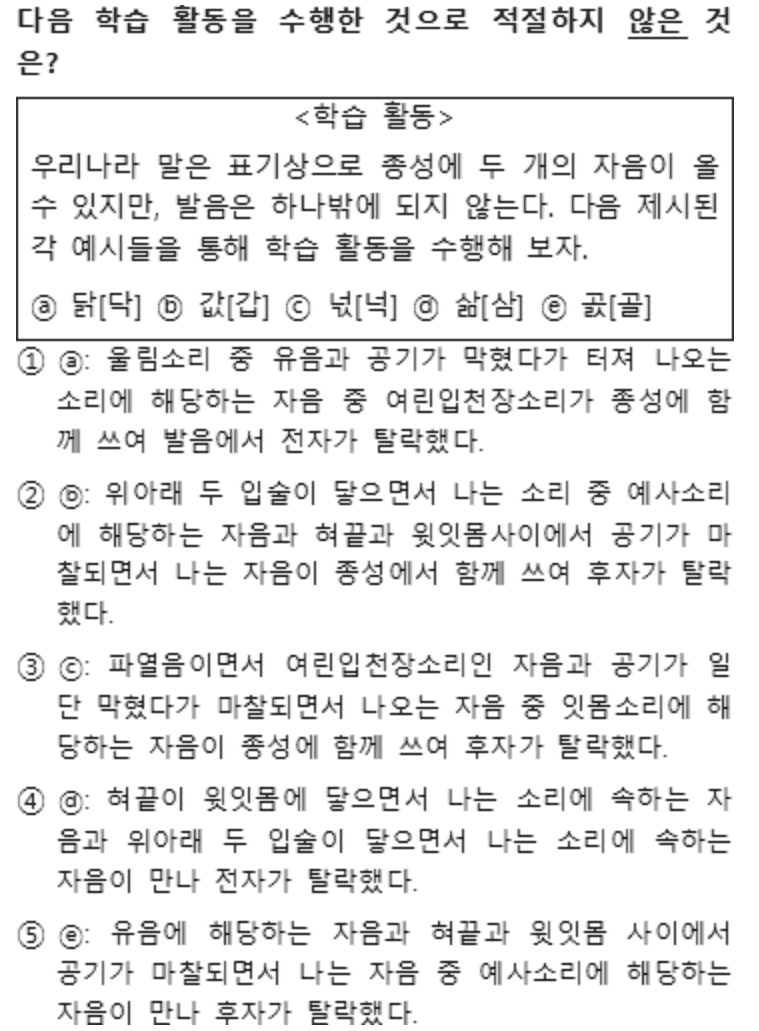 다음 학습 활동을 수행한 것으로 적절하지 않은 것
은?
<학습 활동>
우리나라 말은 표기상으로 종성에 두 개의 자음이 올
수 있지만, 발음은 하나밖에 되지 않는다. 다음 제시된
각 예시들을 통해 학습 활동을 수행해 보자.
ⓐ 닭[닥] ⓑ 값[갑] ⓒ 넋[넉] ⓓ 삶[삼] ⓔ 곬[골]
① ⓐ: 울림소리 중 유음과 공기가 막혔다가 터져 나오는
소리에 해당하는 자음 중 여린입천장소리가 종성에 함
께 쓰여 발음에서 전자가 탈락했다.
② ⓑ: 위아래 두 입술이 닿으면서 나는 소리 중 예사소리
에 해당하는 자음과 혀끝과 윗잇몸사이에서 공기가 마
찰되면서 나는 자음이 종성에서 함께 쓰여 후자가 탈락
했다.
③ ⓒ: 파열음이면서 여린입천장소리인 자음과 공기가 일
단 막혔다가 마찰되면서 나오는 자음 중 잇몸소리에 해
당하는 자음이 종성에 함께 쓰여 후자가 탈락했다.
④ ⓓ: 혀끝이 윗잇몸에 닿으면서 나는 소리에 속하는 자
음과 위아래 두 입술이 닿으면서 나는 소리에 속하는
자음이 만나 전자가 탈락했다.
⑤ ⓔ: 유음에 해당하는 자음과 혀끝과 윗잇몸 사이에서
공기가 마찰되면서 나는 자음 중 예사소리에 해당하는
자음이 만나 후자가 탈락했다.